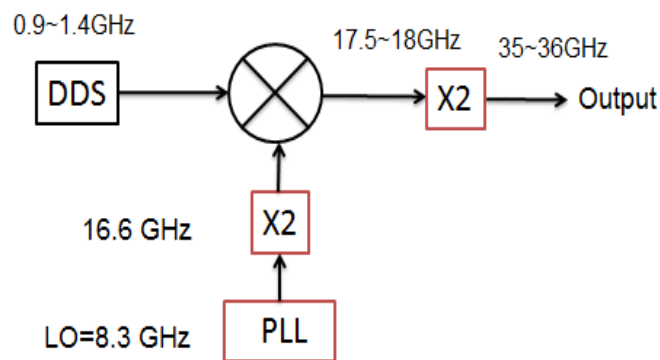 0.9~1.4GHz
17.5~18GHz
35~36GHz
DDS
X2
Output
16.6 GHz
X2
LO=8.3 GHz
PLL